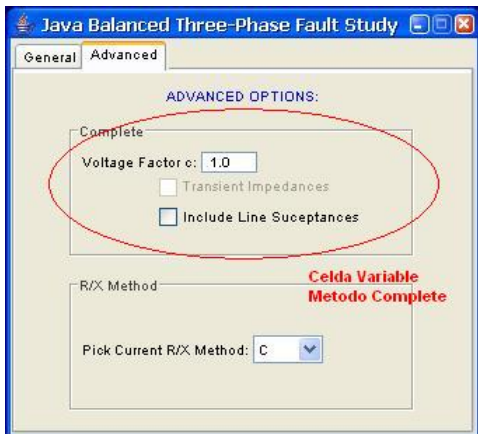 Java Balanced Three-Phase Fault Study
General Advanced
ADVANCED OPTIONS:
Complete
Voltage Factor c: 1.0
Transient Impedances
Include Line Suceptances
Celda Variable
Metodo Complete
R/X Method
Pick Current R/X Method: C